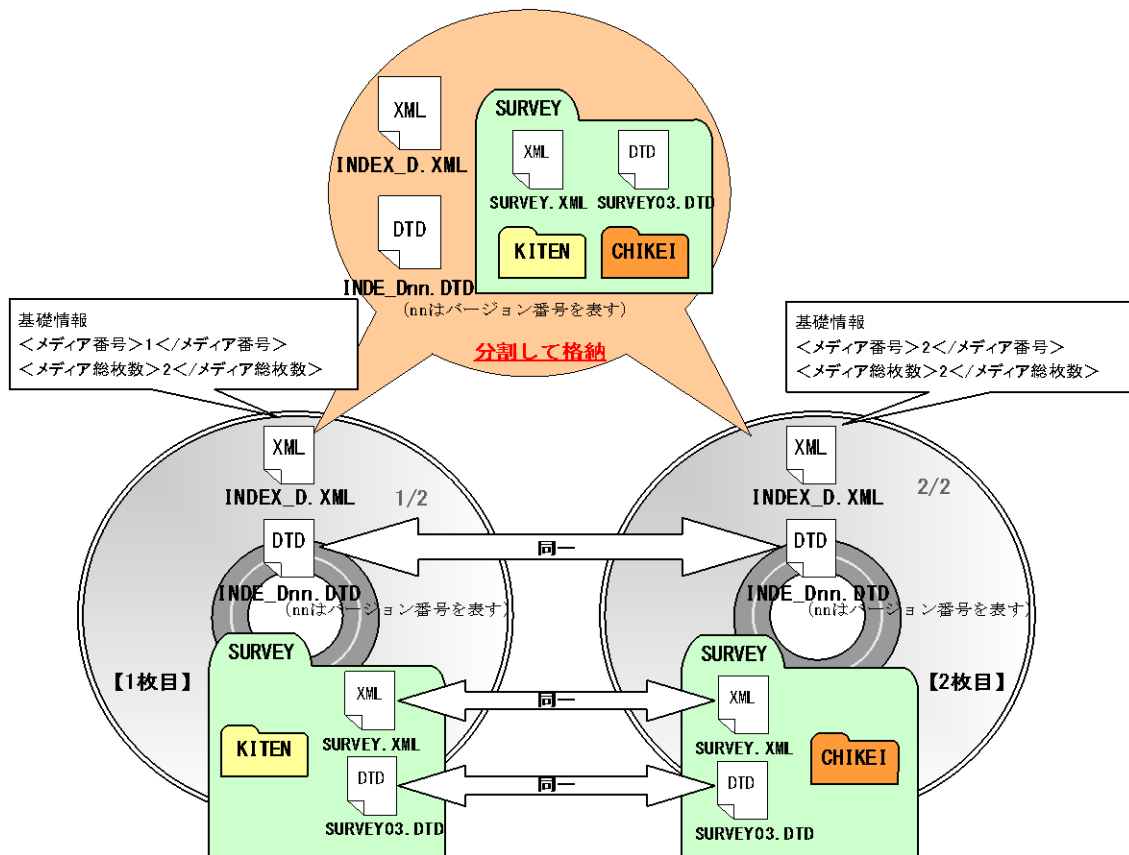 XML
INDEX_D.XML
DTD
INDE_Dnn.DTD
(nnはバージョン番号を表す)
SURVEY
XML
SURVEY.XML
DTD
SURVEY03.DTD
KITEN
CHIKEI
分割して格納
基礎情報
<メディア番号>1</メディア番号>
<メディア総枚数>2</メディア総枚数>
基礎情報
<メディア番号>2</メディア番号>
<メディア総枚数>2</メディア総枚数>
XML
INDEX_D.XML
1/2
DTD
INDE_Dnn.DTD
(nnはバージョン番号を表す)
【1枚目】
SURVEY
KITEN
XML
SURVEY.XML
DTD
SURVEY03.DTD
同一
同一
同一
XML
INDEX_D.XML
2/2
DTD
INDE_Dnn.DTD
(nnはバージョン番号を表す)
【2枚目】
SURVEY
XML
SURVEY.XML
DTD
SURVEY03.DTD
CHIKEI